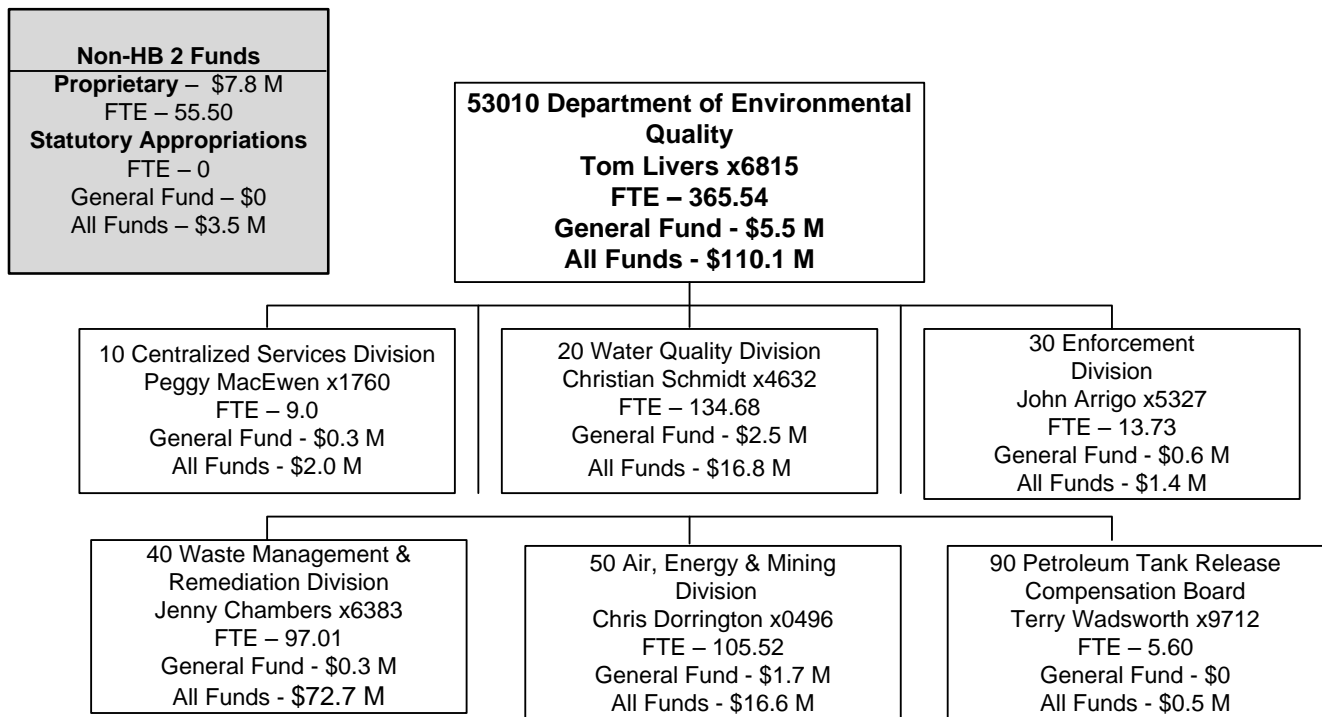 Non-HB 2 Funds
Proprietary – $7.8 M
FTE – 55.50
Statutory Appropriations
FTE – 0
General Fund – $0
All Funds – $3.5 M
53010 Department of Environmental
Quality
Tom Livers x6815
FTE – 365.54
General Fund - $5.5 M
All Funds - $110.1 M
10 Centralized Services Division
Peggy MacEwen x1760
FTE – 9.0
General Fund - $0.3 M
All Funds - $2.0 M
20 Water Quality Division
Christian Schmidt x4632
FTE – 134.68
General Fund - $2.5 M
All Funds - $16.8 M
30 Enforcement
Division
John Arrigo x5327
FTE – 13.73
General Fund - $0.6 M
All Funds - $1.4 M
40 Waste Management &
Remediation Division
Jenny Chambers x6383
FTE – 97.01
General Fund - $0.3 M
All Funds - $72.7 M
50 Air, Energy & Mining
Division
Chris Dorrington x0496
FTE – 105.52
General Fund - $1.7 M
All Funds - $16.6 M
90 Petroleum Tank Release
Compensation Board
Terry Wadsworth x9712
FTE – 5.60
General Fund - $0
All Funds - $0.5 M